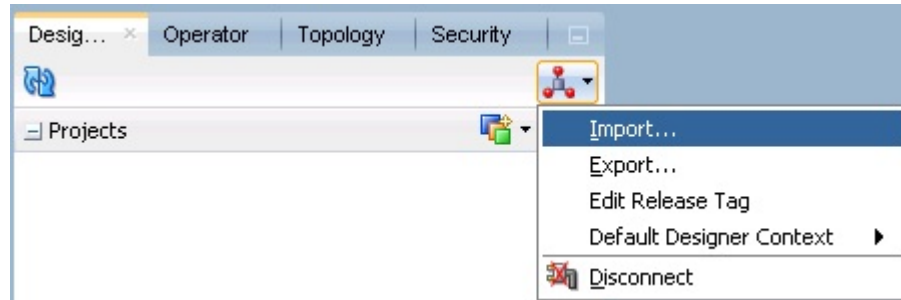 Desig... Operator Topology Security
Projects
Import...
Export...
Edit Release Tag
Default Designer Context
Disconnect